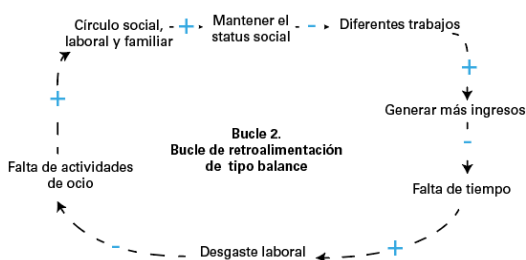 Círculo social,
laboral y familiar
+
Mantener el
status social
-
Diferentes trabajos
+
Generar más ingresos
-
Falta de tiempo
+
Desgaste laboral
-
Falta de actividades
de ocio
+
Bucle 2.
Bucle de retroalimentación
de tipo balance